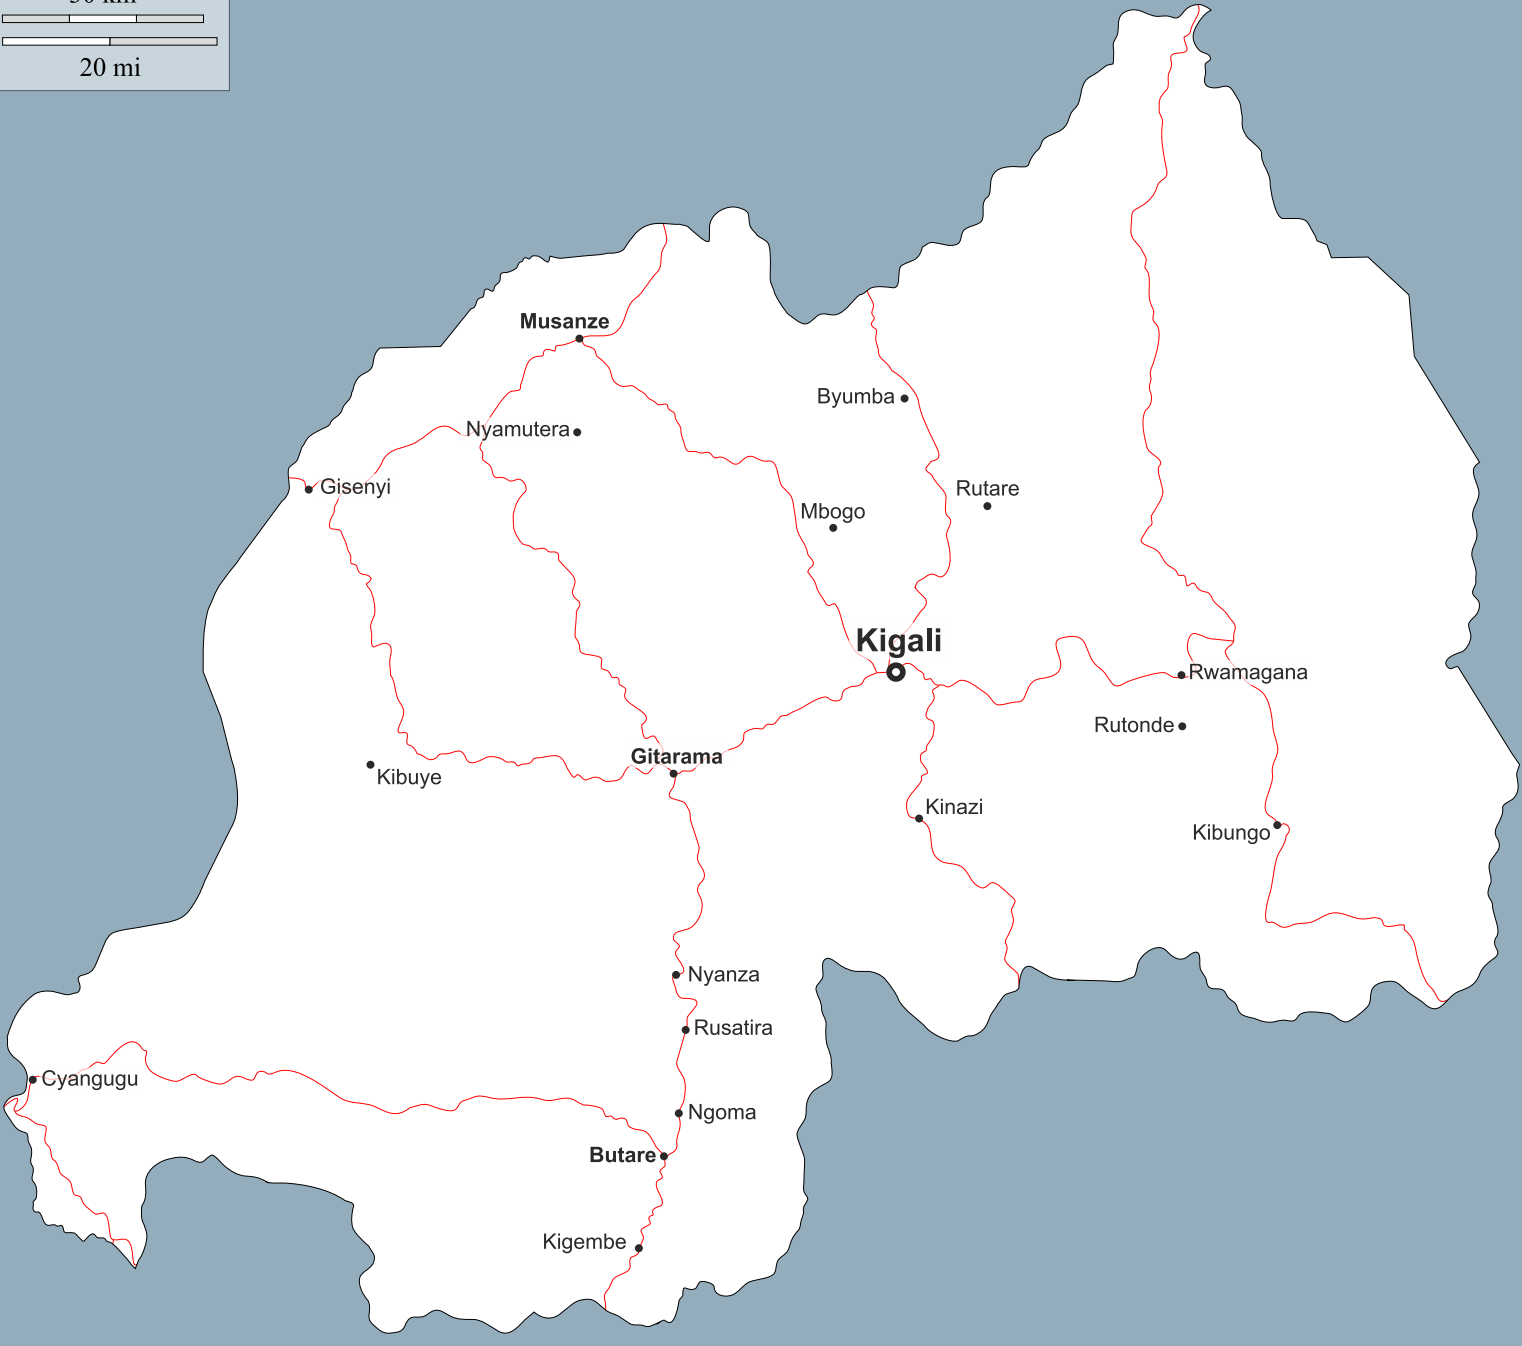 20 mi
Musanze
Byumba
Nyamutera
Gisenyi
Rutare
Mbogo
Kigali
Rwamagana
Rutonde
Gitarama
Kibuye
Kinazi
Kibungo
Nyanza
Rusatira
Cyangugu
Ngoma
Butare
Kigembe